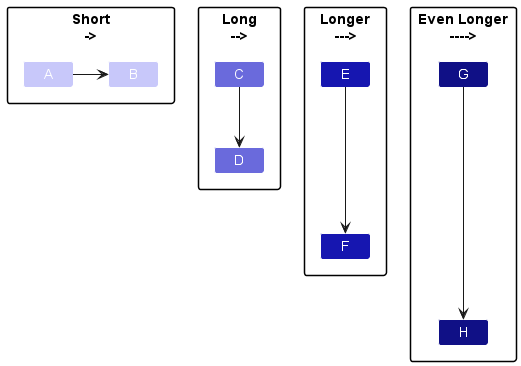 Short
->
A
B
Long
-->
C
D
Longer
--->
E
F
Even Longer
---->
G
H